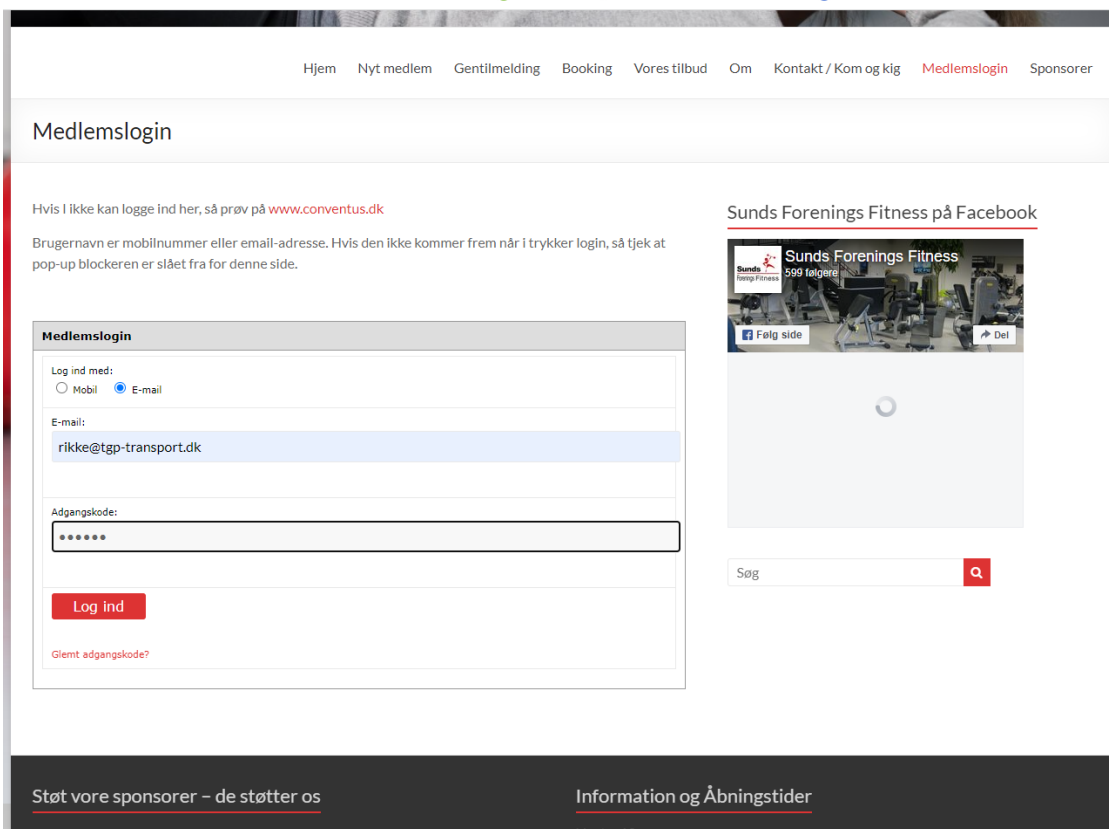 Hjem Nyt medlem Gentilmelding Booking Vores tilbud Om Kontakt / Kom og kig Medlemslogin Sponsorer
Medlemslogin
Hvis I ikke kan logge ind her, så prøv på www.conventus.dk
Brugernavn er mobilnummer eller email-adresse. Hvis den ikke kommer frem når i trykker login, så tjek at
pop-up blockeren er slået fra for denne side.
Medlemslogin
Log ind med:
Mobil E-mail
E-mail:
rikke@tgp-transport.dk
Adgangskode:
••••••
Log ind
Glemt adgangskode?
Sunds Forenings Fitness på Facebook
Sunds
Forenings Fitness
Sunds Forenings Fitness
599 følgere
Følg side
Del
Søg
Støt vore sponsorer – de støtter os
Information og Åbningstider